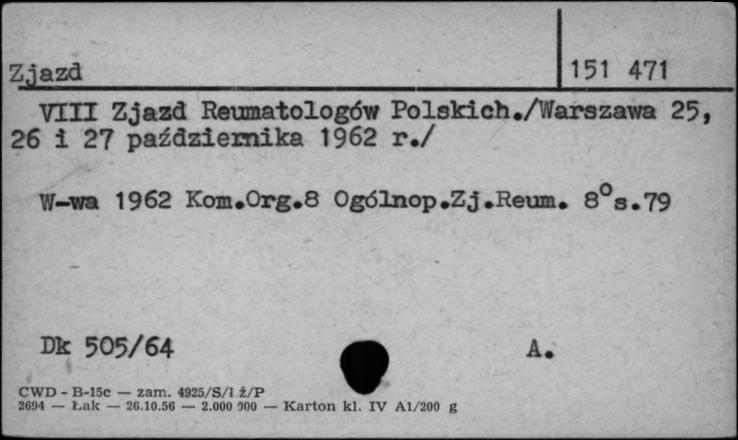 Zjazd
151 471
VIII Zjazd Reumatologów Polskich./Warszawa 25,
26 i 27 października 1962 r./
W-wa 1962 Kom.Org.8 Ogólnop.Zj.Reum. 8°s.79
Dk 505/64
A.
CWD - B-15c — zam. 4925/S/1 ż/P
2694 — Łak — 26.10.56 — 2.000 000 — Karton kl. IV A1/200 g